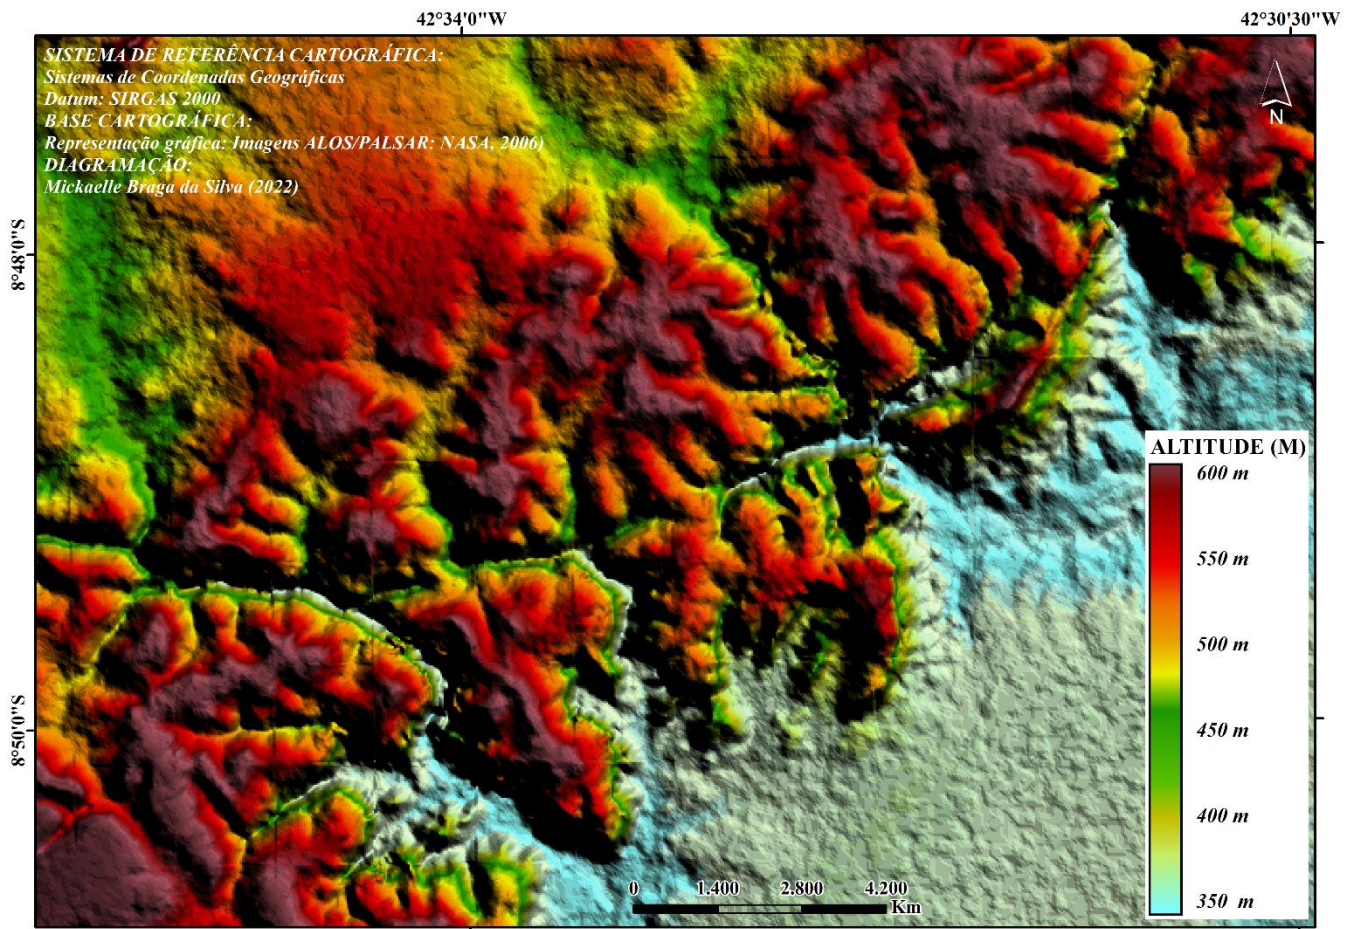 42°34'0"W
42°30'30"W
SISTEMA DE REFERÊNCIA CARTOGRÁFICA:
Sistemas de Coordenadas Geográficas
Datum: SIRGAS 2000
BASE CARTOGRÁFICA:
Representação gráfica: Imagens ALOS/PALSAR: NASA, 2006)
DIAGRAMAÇÃO:
Mickaelle Braga da Silva (2022)
N
8°48'0"S
8°50'0"S
ALTITUDE (M)
600 m
550 m
500 m
450 m
400 m
350 m
0 1.400 2.800 4.200
Km